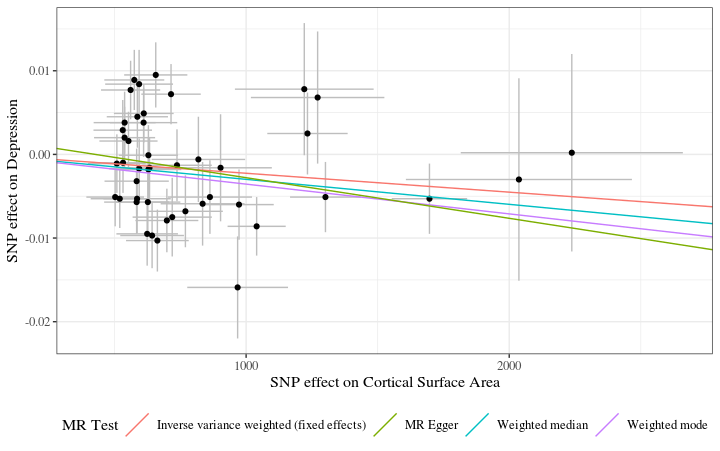 SNP effect on Depression
0.01
0.00
-0.01
-0.02
1000
2000
SNP effect on Cortical Surface Area
MR Test
Inverse variance weighted (fixed effects)
MR Egger
Weighted median
Weighted mode